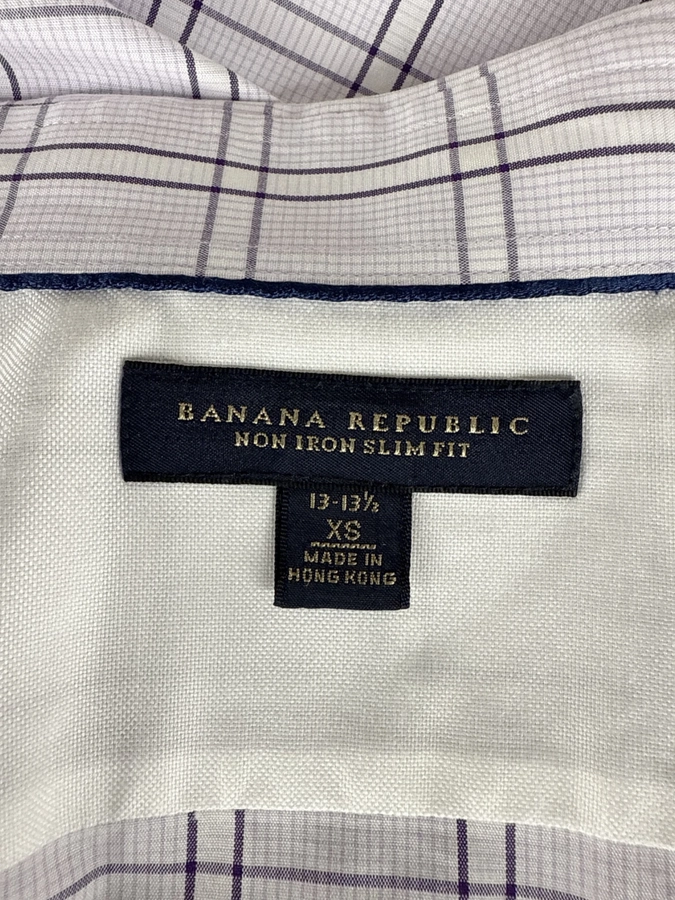 BANANA REPUBLIC
NON IRON SLIM FIT
13-13½
XS
MADE IN
HONG KONG